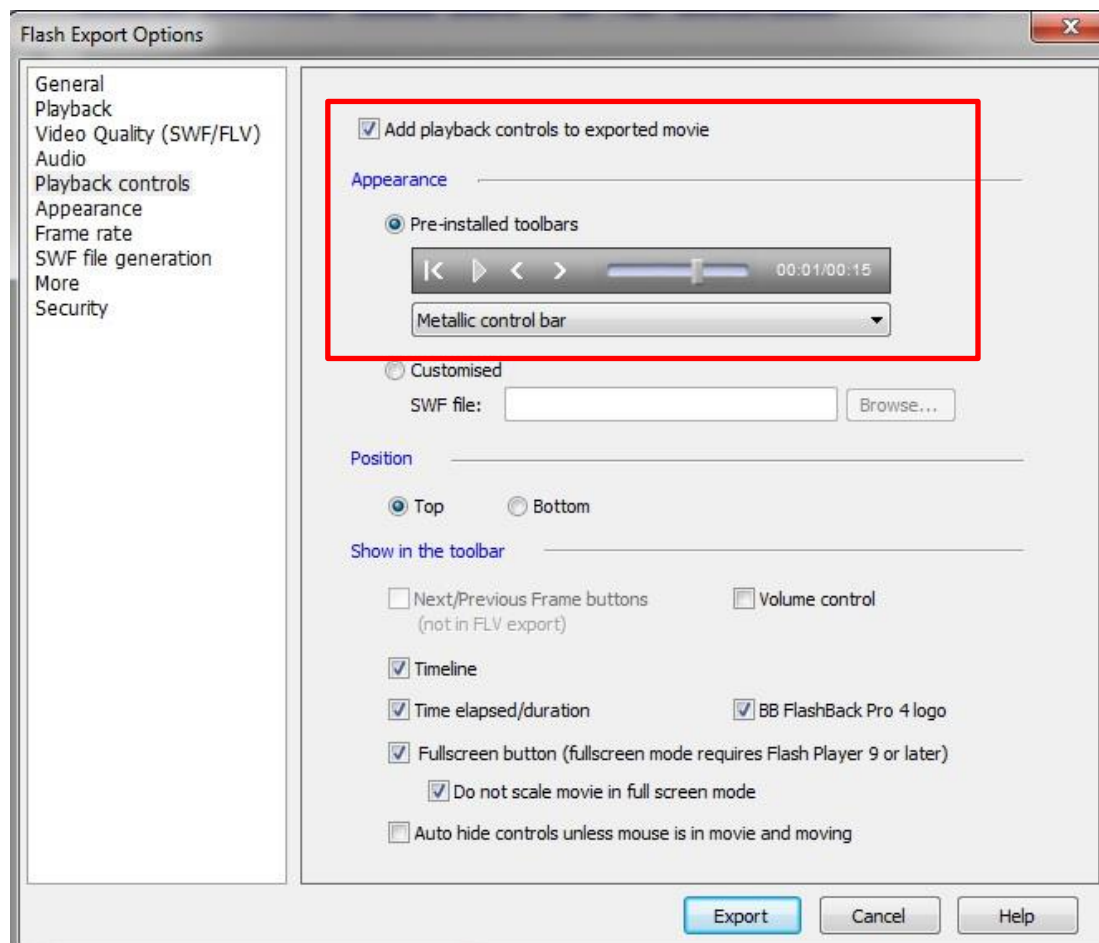 Flash Export Options
General
Playback
Video Quality (SWF/FLV)
Audio
Playback controls
Appearance
Frame rate
SWF file generation
More
Security
Add playback controls to exported movie
Appearance
Pre-installed toolbars
00:01/00:15
Metallic control bar
Customised
SWF file:
Browse...
Position
Top
Bottom
Show in the toolbar
Next/Previous Frame buttons
(not in FLV export)
Volume control
Timeline
Time elapsed/duration
BB FlashBack Pro 4 logo
Fullscreen button (fullscreen mode requires Flash Player 9 or later)
Do not scale movie in full screen mode
Auto hide controls unless mouse is in movie and moving
Export
Cancel
Help